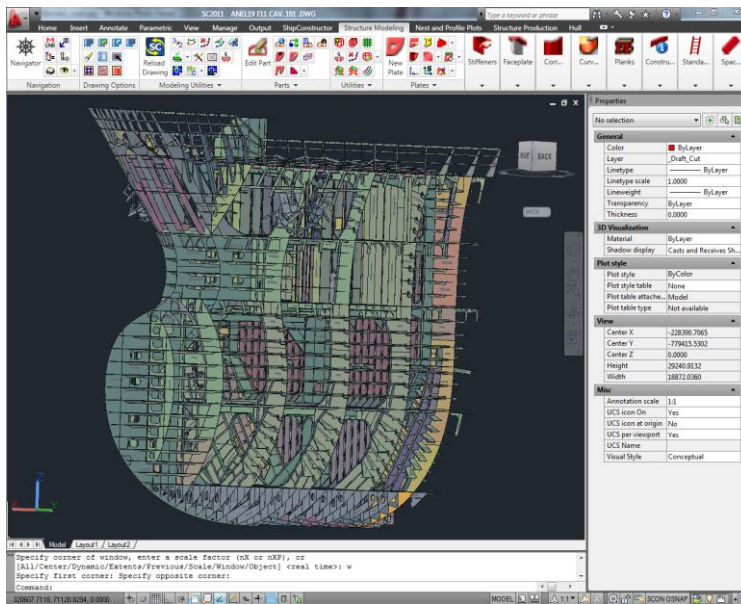 SC2011 ANEL19 F11 CAV_101 .DWG
Type a keyword or phrase
Home Insert Annotate Parametric View Manage Output ShipConstructor Structure Modeling Nest and Profile Plots Structure Production Hull
Navigator
MLINK
SC
Reload
Drawing
Edit Part
New
Plate
Stiffeners
Faceplate
Corr...
Curv...
Planks
Constru...
Standa...
Spac...
Navigation
Drawing Options
Modeling Utilities
Parts
Utilities
Plates
BACK
WCS
Properties
No selection
General
Color ByLayer
Layer _Draft_Cut
Linetype ByLayer
Linetype scale 1.0000
Lineweight ByLayer
Transparency ByLayer
Thickness 0.0000
3D Visualization
Material ByLayer
Shadow display Casts and Receives Sh...
Plot style
Plot style ByColor
Plot style table None
Plot table attache... Model
Plot table type Not available
View
Center X -228390.7065
Center Y -779415.5302
Center Z 0.0000
Height 29240.9132
Width 18872.0360
Misc
Annotation scale 1:1
UCS icon On Yes
UCS icon at origin No
UCS per viewport Yes
UCS Name
Visual Style Conceptual
Z
X
Y
Model Layout1 Layout2
Specify corner of window, enter a scale factor (nX or nXP), or
[All/Center/Dynamic/Extents/Previous/Scale/Window/Object] <real time>: w
Specify first corner: Specify opposite corner:
Command:
MODEL 1:1 SCON OSNAP